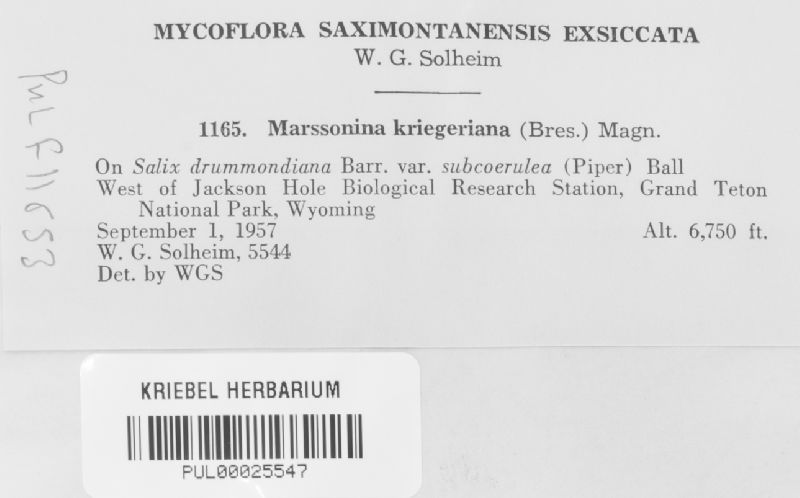 MYCOFLORA SAXIMONTANENSIS EXSICCATA
W. G. Solheim
1165. Marssonina kriegeriana (Bres.) Magn.
On Salix drummondiana Barr. var. subcoerulea (Piper) Ball
West of Jackson Hole Biological Research Station, Grand Teton
National Park, Wyoming
September 1, 1957 Alt. 6,750 ft.
W. G. Solheim, 5544
Det. by WGS
PUL F11653
KRIEBEL HERBARIUM
PUL00025547